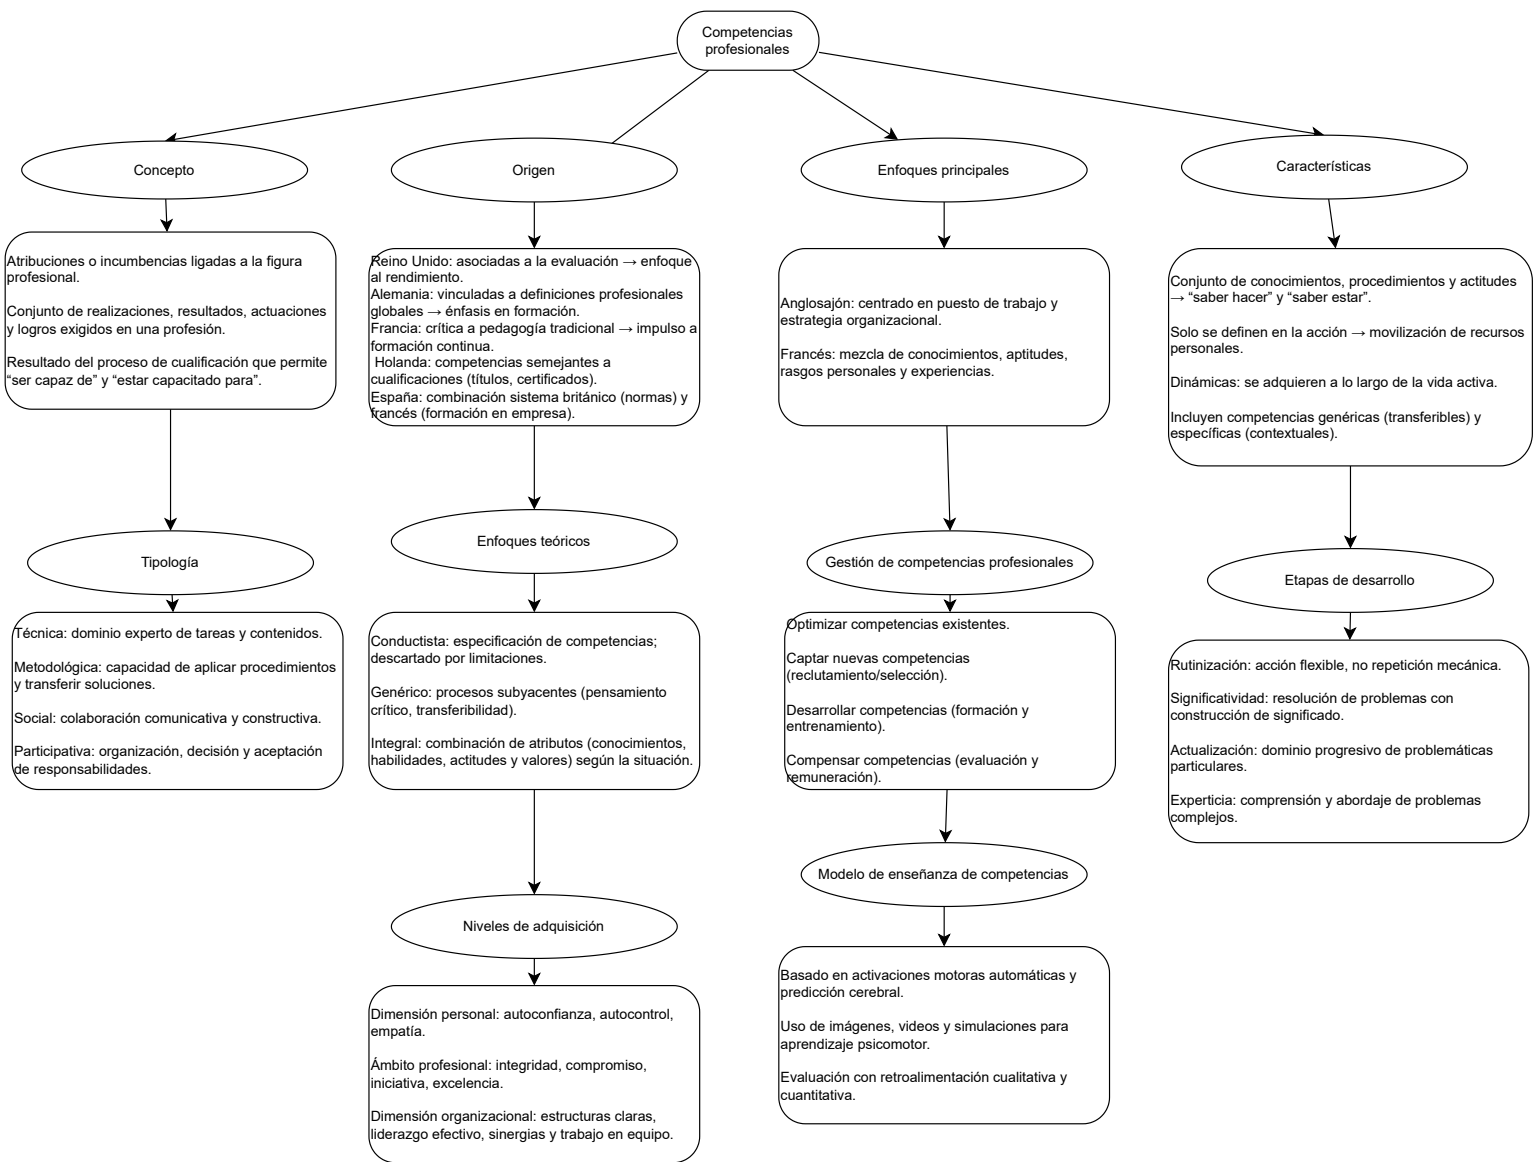 Competencias
profesionales
Concepto
Atribuciones o incumbencias ligadas a la figura
profesional.
Conjunto de realizaciones, resultados, actuaciones
y logros exigidos en una profesión.
Resultado del proceso de cualificación que permite
“ser capaz de” y “estar capacitado para”.
Tipología
Técnica: dominio experto de tareas y contenidos.
Metodológica: capacidad de aplicar procedimientos
y transferir soluciones.
Social: colaboración comunicativa y constructiva.
Participativa: organización, decisión y aceptación
de responsabilidades.
Origen
Reino Unido: asociadas a la evaluación → enfoque
al rendimiento.
Alemania: vinculadas a definiciones profesionales
globales → énfasis en formación.
Francia: crítica a pedagogía tradicional → impulso a
formación continua.
Holanda: competencias semejantes a
cualificaciones (títulos, certificados).
España: combinación sistema británico (normas) y
francés (formación en empresa).
Enfoques teóricos
Conductista: especificación de competencias;
descartado por limitaciones.
Genérico: procesos subyacentes (pensamiento
crítico, transferibilidad).
Integral: combinación de atributos (conocimientos,
habilidades, actitudes y valores) según la situación.
Niveles de adquisición
Dimensión personal: autoconfianza, autocontrol,
empatía.
Ámbito profesional: integridad, compromiso,
iniciativa, excelencia.
Dimensión organizacional: estructuras claras,
liderazgo efectivo, sinergias y trabajo en equipo.
Enfoques principales
Anglosajón: centrado en puesto de trabajo y
estrategia organizacional.
Francés: mezcla de conocimientos, aptitudes,
rasgos personales y experiencias.
Gestión de competencias profesionales
Optimizar competencias existentes.
Captar nuevas competencias
(reclutamiento/selección).
Desarrollar competencias (formación y
entrenamiento).
Compensar competencias (evaluación y
remuneración).
Modelo de enseñanza de competencias
Basado en activaciones motoras automáticas y
predicción cerebral.
Uso de imágenes, videos y simulaciones para
aprendizaje psicomotor.
Evaluación con retroalimentación cualitativa y
cuantitativa.
Características
Conjunto de conocimientos, procedimientos y actitudes
→ “saber hacer” y “saber estar”.
Solo se definen en la acción → movilización de recursos
personales.
Dinámicas: se adquieren a lo largo de la vida activa.
Incluyen competencias genéricas (transferibles) y
específicas (contextuales).
Etapas de desarrollo
Rutinización: acción flexible, no repetición mecánica.
Significatividad: resolución de problemas con
construcción de significado.
Actualización: dominio progresivo de problemáticas
particulares.
Experticia: comprensión y abordaje de problemas
complejos.